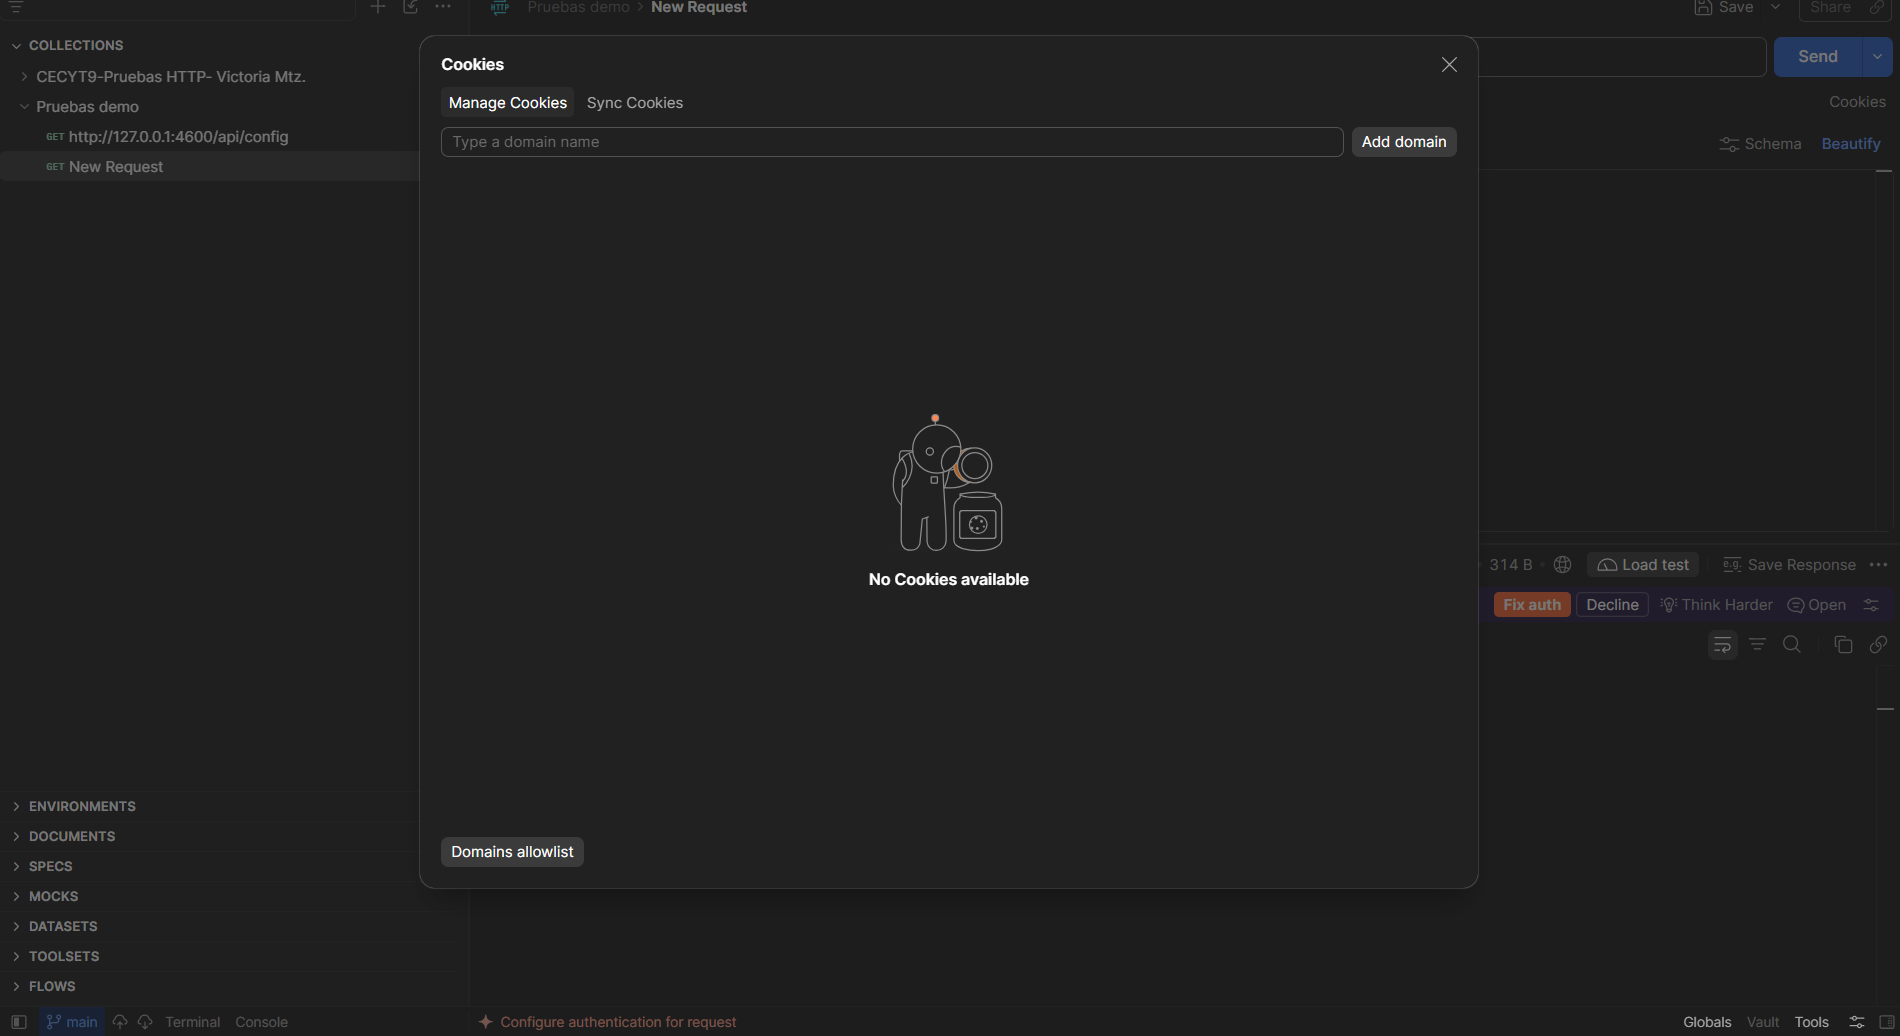 HTTP Pruebas demo > New Request
Save
Share
COLLECTIONS
CECYT9-Pruebas HTTP- Victoria Mtz.
Pruebas demo
GET http://127.0.0.1:4600/api/config
GET New Request
Cookies
Manage Cookies Sync Cookies
Type a domain name
Add domain
No Cookies available
Domains allowlist
Send
Cookies
Schema Beautify
314 B
Load test
e.g. Save Response
Fix auth Decline Think Harder Open
ENVIRONMENTS
DOCUMENTS
SPECS
MOCKS
DATASETS
TOOLSETS
FLOWS
main Terminal Console
Configure authentication for request
Globals Vault Tools